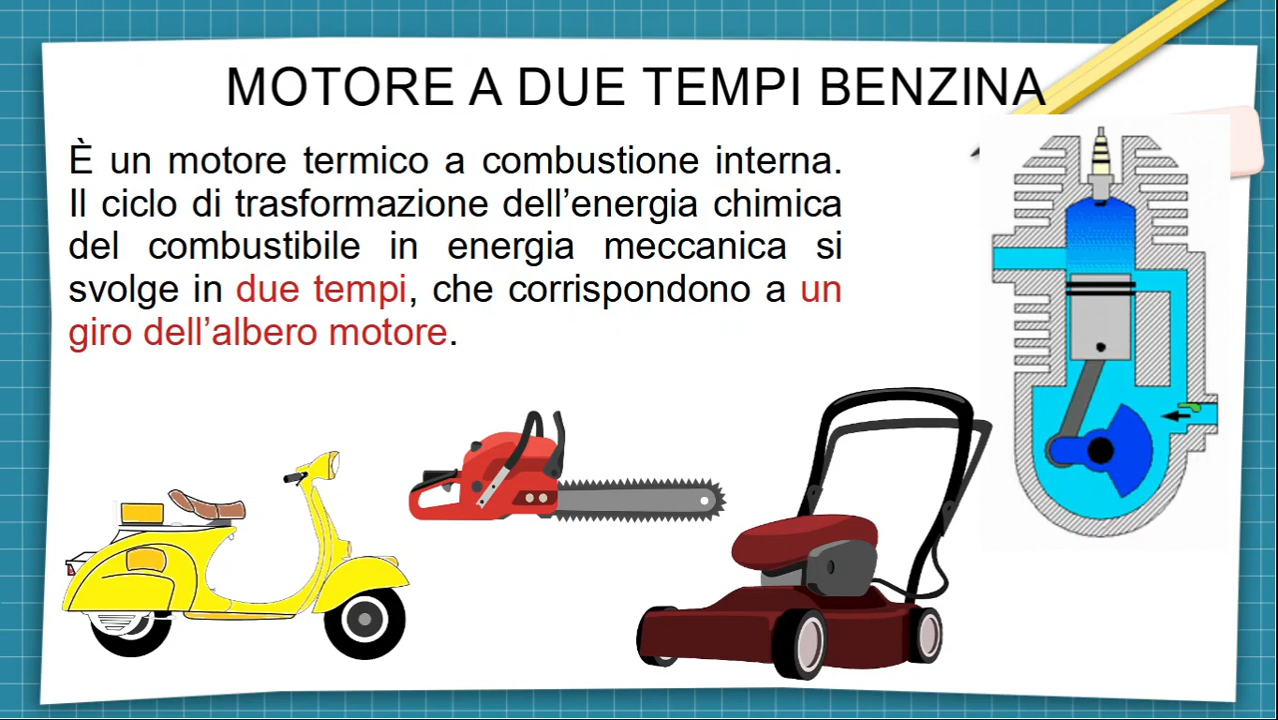 MOTORE A DUE TEMPI BENZINA
È un motore termico a combustione interna.
Il ciclo di trasformazione dell’energia chimica
del combustibile in energia meccanica si
svolge in due tempi, che corrispondono a un
giro dell’albero motore.